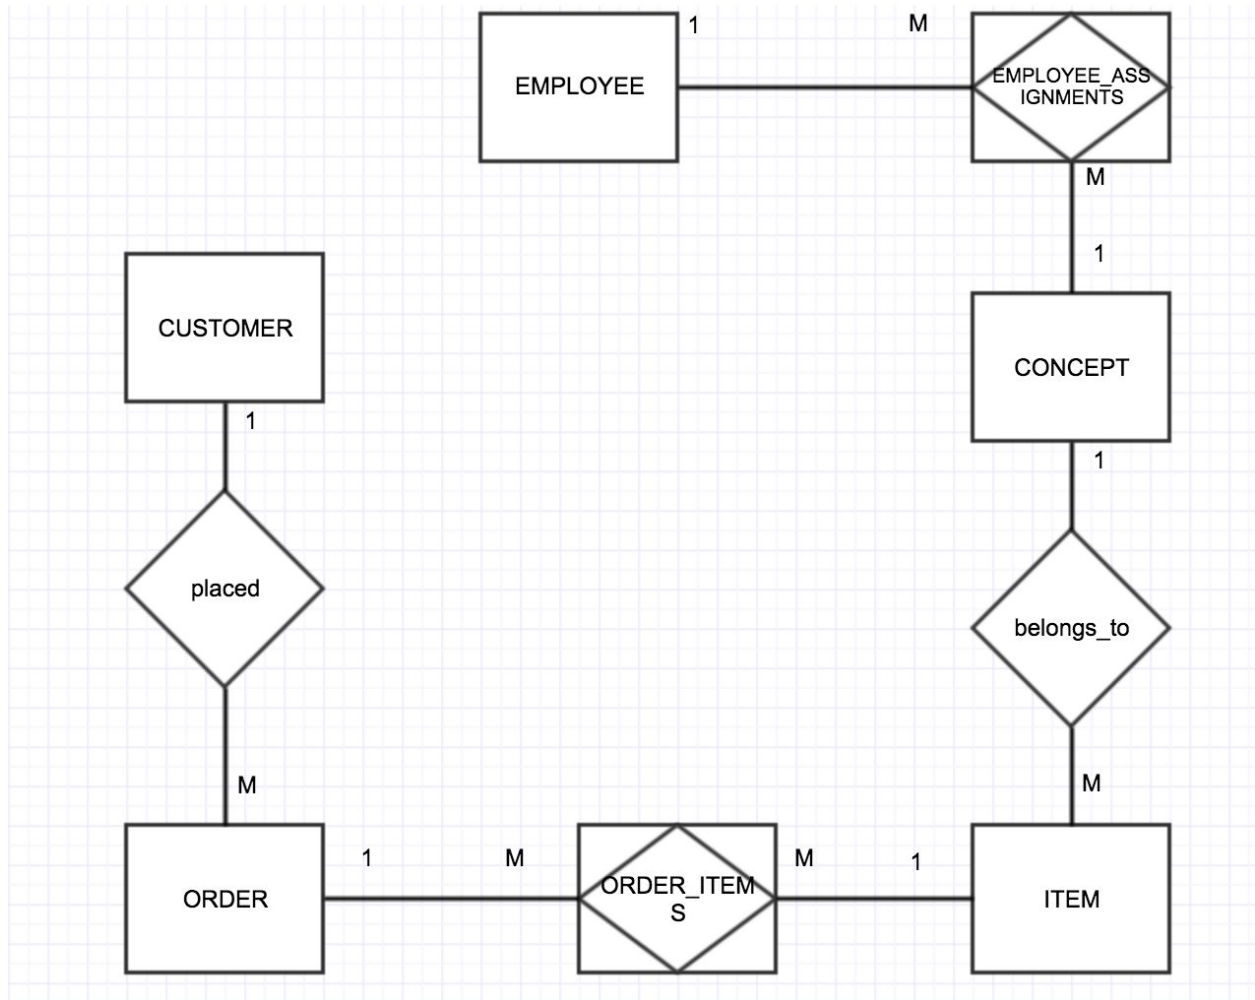 1
M
EMPLOYEE
EMPLOYEE_ASS
IGNMENTS
M
1
CUSTOMER
CONCEPT
1
1
placed
belongs_to
M
M
1
M
M
1
ORDER
ORDER_ITEM
S
ITEM